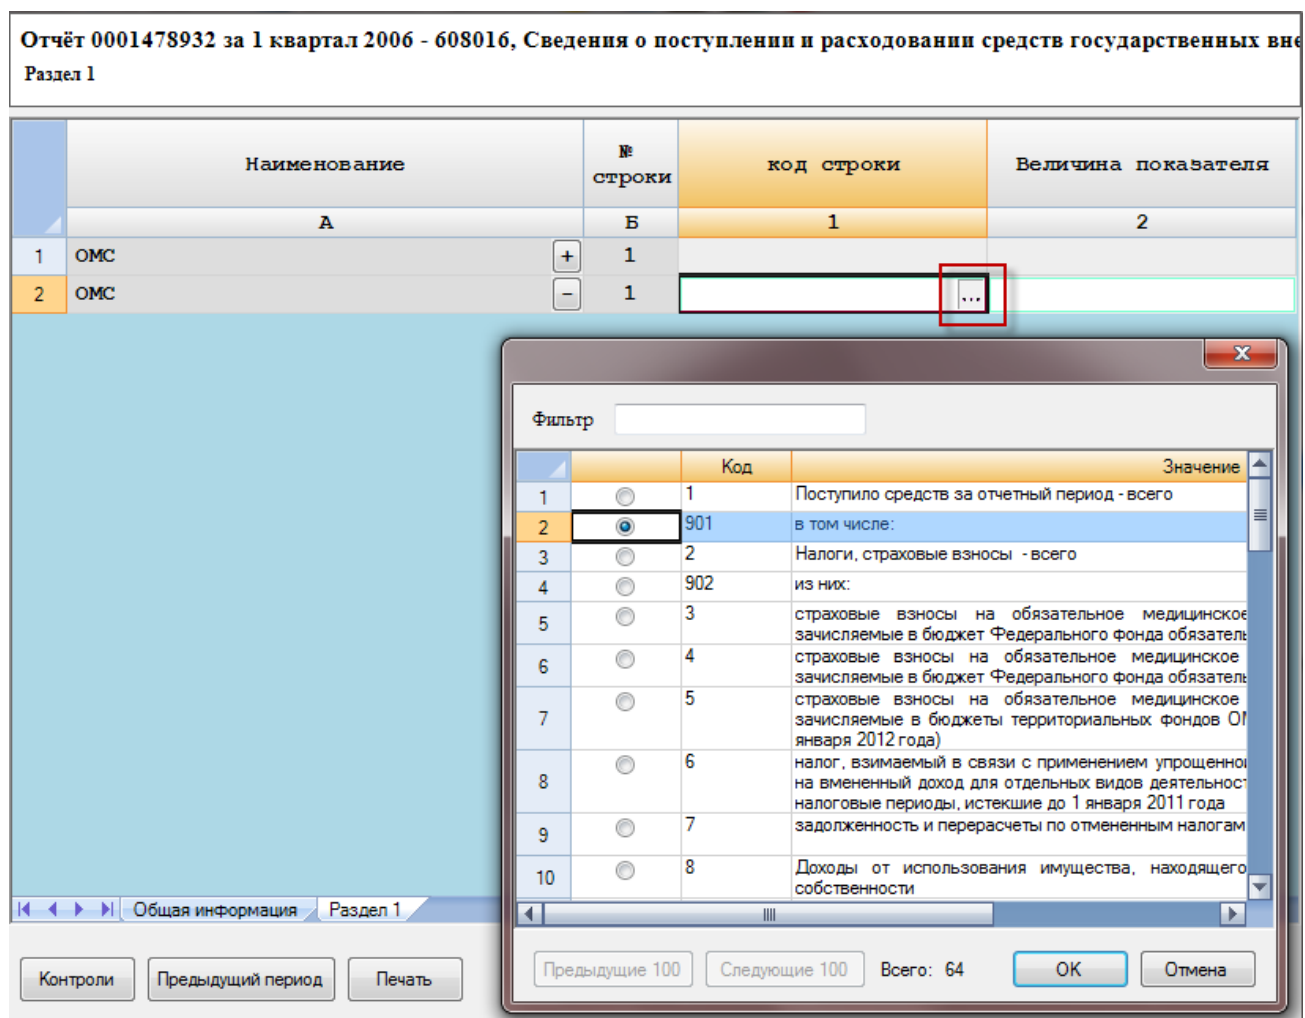 Отчёт 0001478932 за 1 квартал 2006 - 608016, Сведения о поступлении и расходовании средств государственных вне
Раздел 1
Наименование № строки код строки Величина показателя
А Б 1 2
1 ОМС + 1
2 ОМС - 1 ...
Фильтр
Код Значение
1 1 Поступило средств за отчетный период - всего
2 901 в том числе:
3 2 Налоги, страховые взносы - всего
4 902 из них:
5 3 страховые взносы на обязательное медицинское
зачисляемые в бюджет Федерального фонда обязатель
6 4 страховые взносы на обязательное медицинское
зачисляемые в бюджет Федерального фонда обязатель
7 5 страховые взносы на обязательное медицинское
зачисляемые в бюджеты территориальных фондов ОМ
января 2012 года)
8 6 налог, взимаемый в связи с применением упрощенной
на вмененный доход для отдельных видов деятельност
налоговые периоды, истекшие до 1 января 2011 года
9 7 задолженность и перерасчеты по отмененным налогам
10 8 Доходы от использования имущества, находящего
собственности
Общая информация Раздел 1
Предыдущие 100 Следующие 100 Всего: 64 ОК Отмена
Контроли Предыдущий период Печать